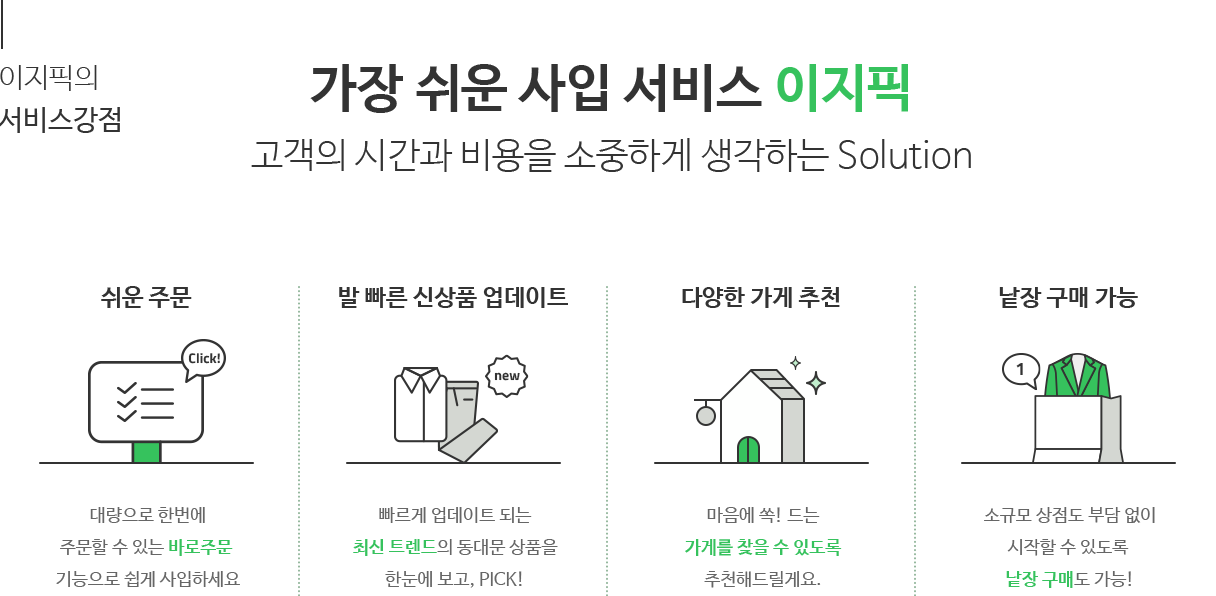 이지픽의
서비스강점
가장 쉬운 사입 서비스 이지픽
고객의 시간과 비용을 소중하게 생각하는 Solution
쉬운 주문
Click!
대량으로 한번에
주문할 수 있는 바로주문
기능으로 쉽게 사입하세요
발 빠른 신상품 업데이트
new
빠르게 업데이트 되는
최신 트렌드의 동대문 상품을
한눈에 보고, PICK!
다양한 가게 추천
마음에 쏙! 드는
가게를 찾을 수 있도록
추천해드릴게요.
낱장 구매 가능
1
소규모 상점도 부담 없이
시작할 수 있도록
낱장 구매도 가능!